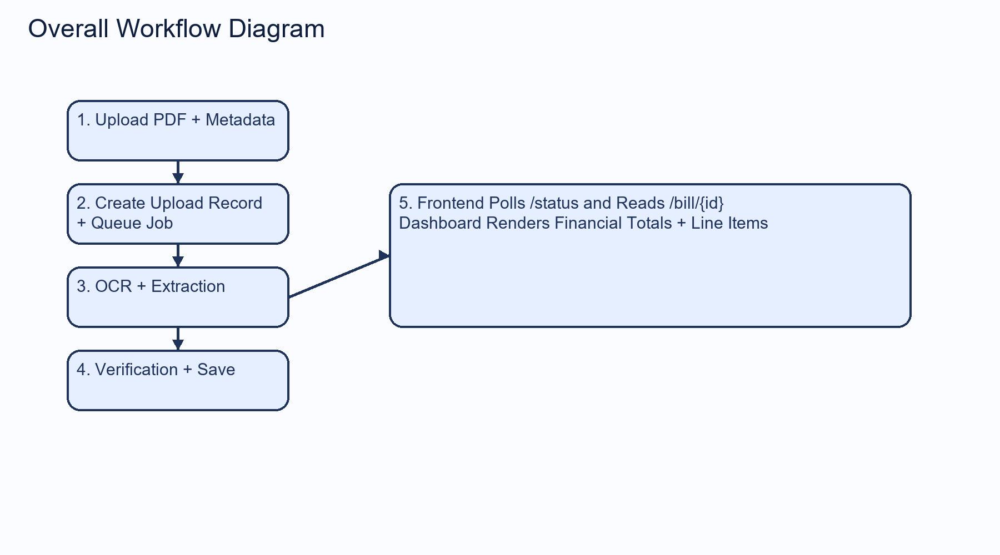 Overall Workflow Diagram
1. Upload PDF + Metadata
2. Create Upload Record
+ Queue Job
3. OCR + Extraction
4. Verification + Save
5. Frontend Polls /status and Reads /bill/{id}
Dashboard Renders Financial Totals + Line Items